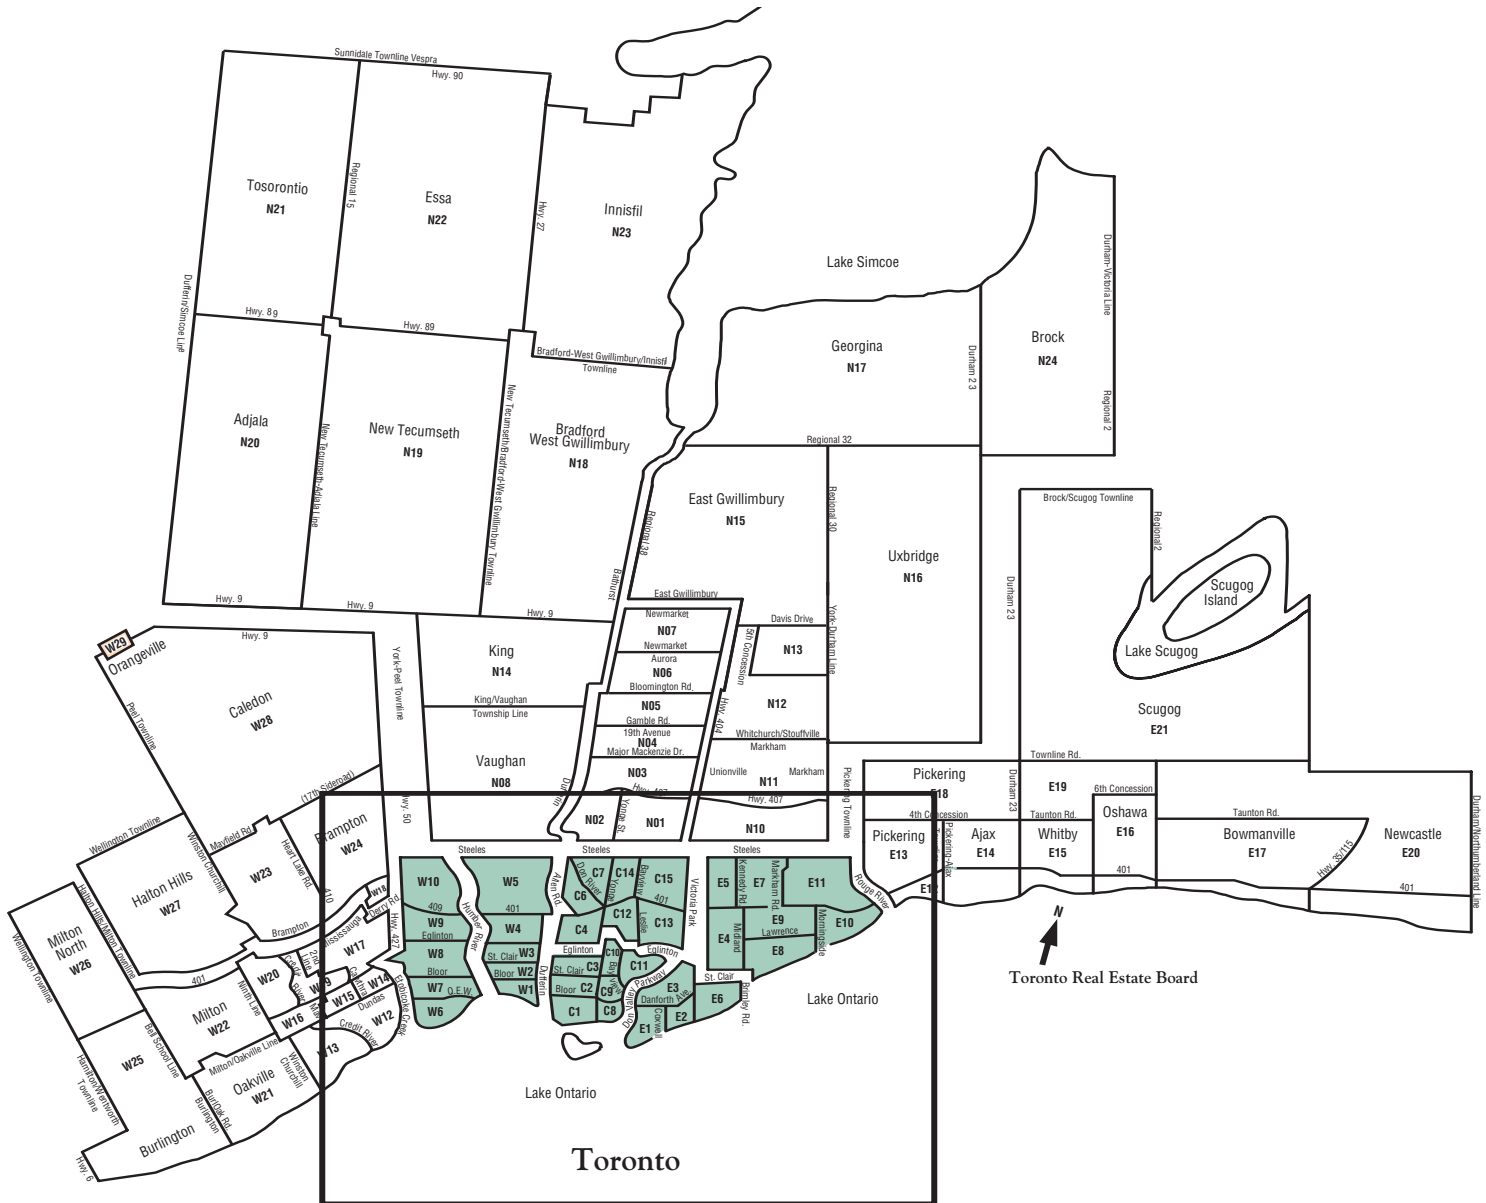 Sunnidale Townline Vespra
Hwy. 90
Tosorontio
N21
Regional 15
Essa
N22
Hwy. 27
Innisfil
N23
Dufferin/Simcoe Line
Hwy. 89
Hwy. 89
Bradford-West Gwillimbury/Innisfil
Townline
Lake Simcoe
Georgina
N17
Durham 23
Brock
N24
Durham-Victoria Line
Regional 2
Adjala
N20
New Tecumseth-Adjala Line
New Tecumseth
N19
New Tecumseth/Bradford-West Gwillimbury Townline
Bradford
West Gwillimbury
N18
Regional 32
Regional 38
Bathurst
East Gwillimbury
N15
Regional 30
Uxbridge
N16
Durham 23
Brock/Scugog Townline
Regional2
Scugog
Island
Lake Scugog
Scugog
E21
Hwy. 9
Hwy. 9
Hwy. 9
Hwy. 9
W29
Orangeville
Peel Townline
Caledon
W28
York-Peel Townline
King
N14
King/Vaughan
Township Line
Vaughan
N08
Hwy. 50
Dufferin
East Gwillimbury
Newmarket
N07
Newmarket
Aurora
N06
Bloomington Rd.
N05
Gamble Rd.
19th Avenue
N04
Major Mackenzie Dr.
N03
Hwy. 407
N02
Yonge St.
N01
Hwy. 404
5th Concession
Davis Drive
N13
York-Durham Line
N12
Whitchurch/Stouffville
Markham
Unionville
Markham
N11
Hwy. 407
N10
Pickering Townline
Townline Rd.
Pickering
E18
4th Concession
Pickering
E13
Pickering-Ajax
Ajax
E14
E12
Durham 23
E19
Taunton Rd.
Whitby
E15
6th Concession
Oshawa
E16
401
Taunton Rd.
Bowmanville
E17
Hwy. 35/115
Newcastle
E20
401
Durham/Northumberland Line
Rouge River
(17th Sideroad)
Wellington Townline
Mayfield Rd.
Winston Churchill
Brampton
W24
Heart Lake Rd.
W23
410
Halton Hills
W27
Halton Hills/Milton Townline
Milton
North
W26
Wellington Townline
W18
Derry Rd.
Hwy. 427
Brampton
Mississauga
W17
2nd Line
Credit River
W20
Ninth Line
401
Milton
W22
W19
Cawthra
W14
W15
Dundas
W16
W12
Credit River
W13
Etobicoke Creek
Milton/Oakville Line
Winston Churchill
Oakville
W21
Bell School Line
W25
Hamilton/Wentworth
Townline
Burl/Oak Rd.
Burlington
Burlington
Hwy. 6
Steeles
Steeles
Steeles
W10
409
W9
Eglinton
W8
Bloor
W7
Q.E.W.
W6
Humber River
W5
401
W4
St. Clair
W3
Bloor
W2
W1
Allen Rd.
Dufferin
C7
Don River
C6
C14
Yonge
Bayview
C15
401
C4
C12
Leslie
C13
Victoria Park
Eglinton
Eglinton
St. Clair
C3
C10
Bayview
C11
Bloor
C2
C9
C1
C8
Don Valley Parkway
E3
Danforth Ave.
E1
Coxwell
E2
St. Clair
E6
Brimley Rd.
E5
Kennedy Rd
E7
Markham Rd.
E11
E4
Midland
E9
Lawrence
E8
Morningside
E10
Lake Ontario
Lake Ontario
N
Toronto Real Estate Board
Toronto